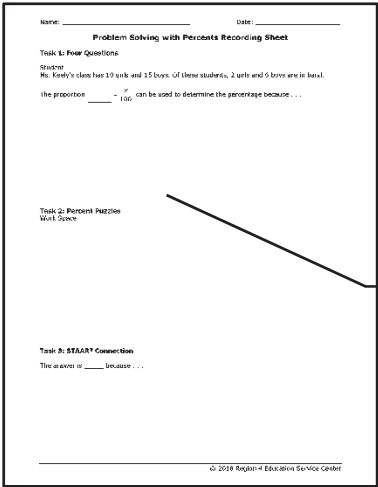 Name: ____________ Date: ____________
Problem Solving with Percents Recording Sheet
Task 1: Four Questions
Student
Ms. Keely's class has 10 girls and 15 boys. Of these students, 2 girls and 6 boys are in band.
The proportion ______ = /100 can be used to determine the percentage because . . .
Task 2: Percent Puzzles
Work Space
Task 3: STAAR® Connection
The answer is _____ because . . .
© 2018 Region 4 Education Service Center